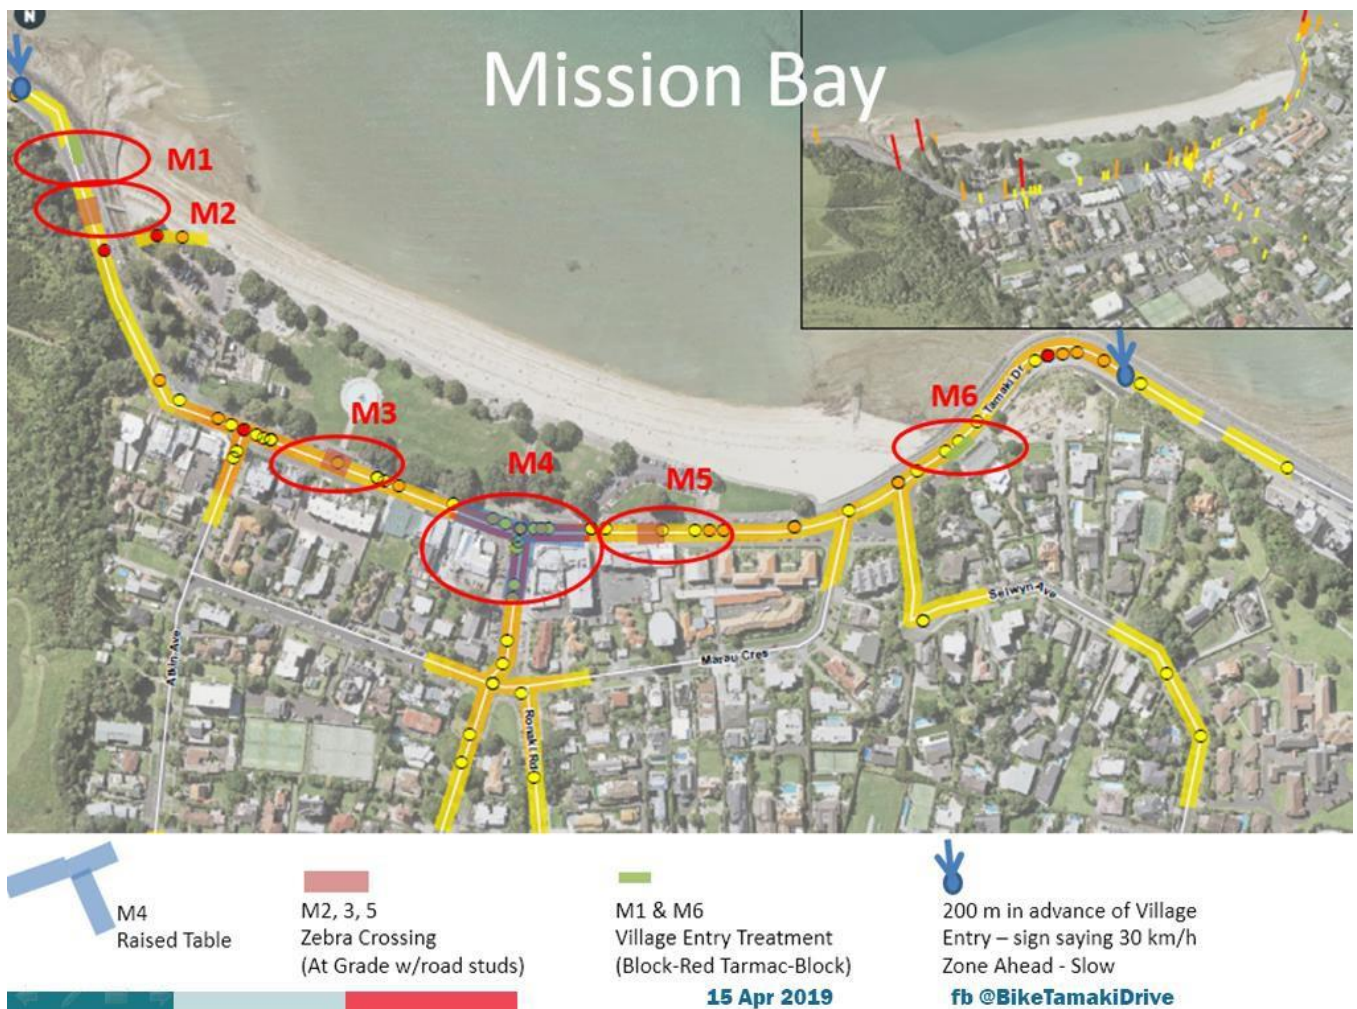 N
Mission Bay
M1
M2
M3
M4
M5
M6
Tamaki Dr
Selwyn Ave
Marau Cres
Atkin Ave
Romaki Rd
M4
Raised Table
M2, 3, 5
Zebra Crossing
(At Grade w/road studs)
M1 & M6
Village Entry Treatment
(Block-Red Tarmac-Block)
200 m in advance of Village
Entry – sign saying 30 km/h
Zone Ahead - Slow
15 Apr 2019
fb @BikeTamakiDrive